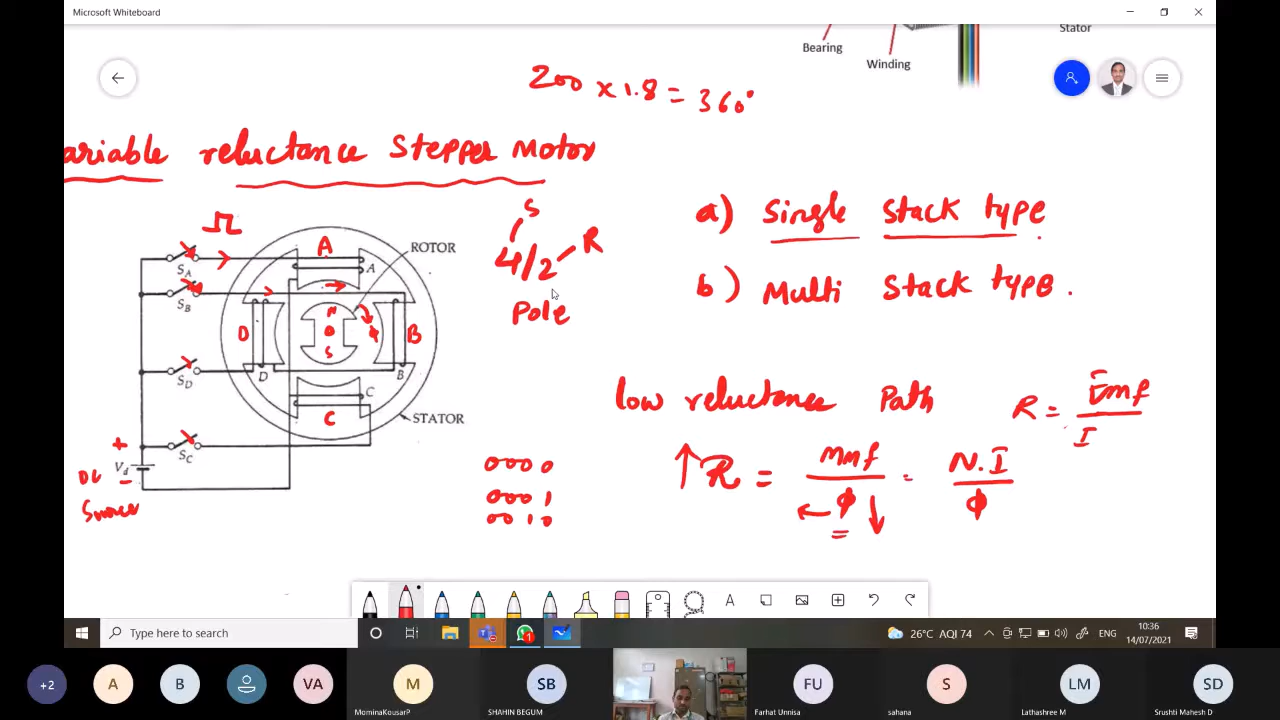 Microsoft Whiteboard
Stator
Bearing
Winding
200 x 1.8 = 360°
ariable reluctance Stepper Motor
S
4/2 R
Pole
a) Single Stack type
b) Multi Stack type.
ROTOR
A
A
SA
SB
N
S
D
B
D
B
SD
C
C
STATOR
SC
+
Vd
-
DC
Source
low reluctance Path
R = Emf / I
R = mmf / ϕ = N.I / ϕ
0000
0001
0010
A
Type here to search
1
26°C AQI 74
ENG
10:36
14/07/2021
+2
A
B
VA
M
MominaKousarP
SB
SHAHIN BEGUM
FU
Farhat Unnisa
S
sahana
LM
Lathashree M
SD
Srushti Mahesh D